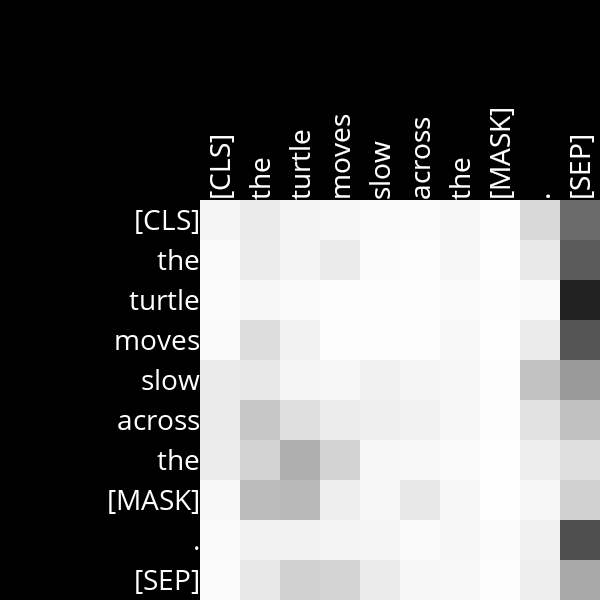 [CLS] the turtle moves slow across the [MASK] . [SEP]
[CLS]
the
turtle
moves
slow
across
the
[MASK]
.
[SEP]